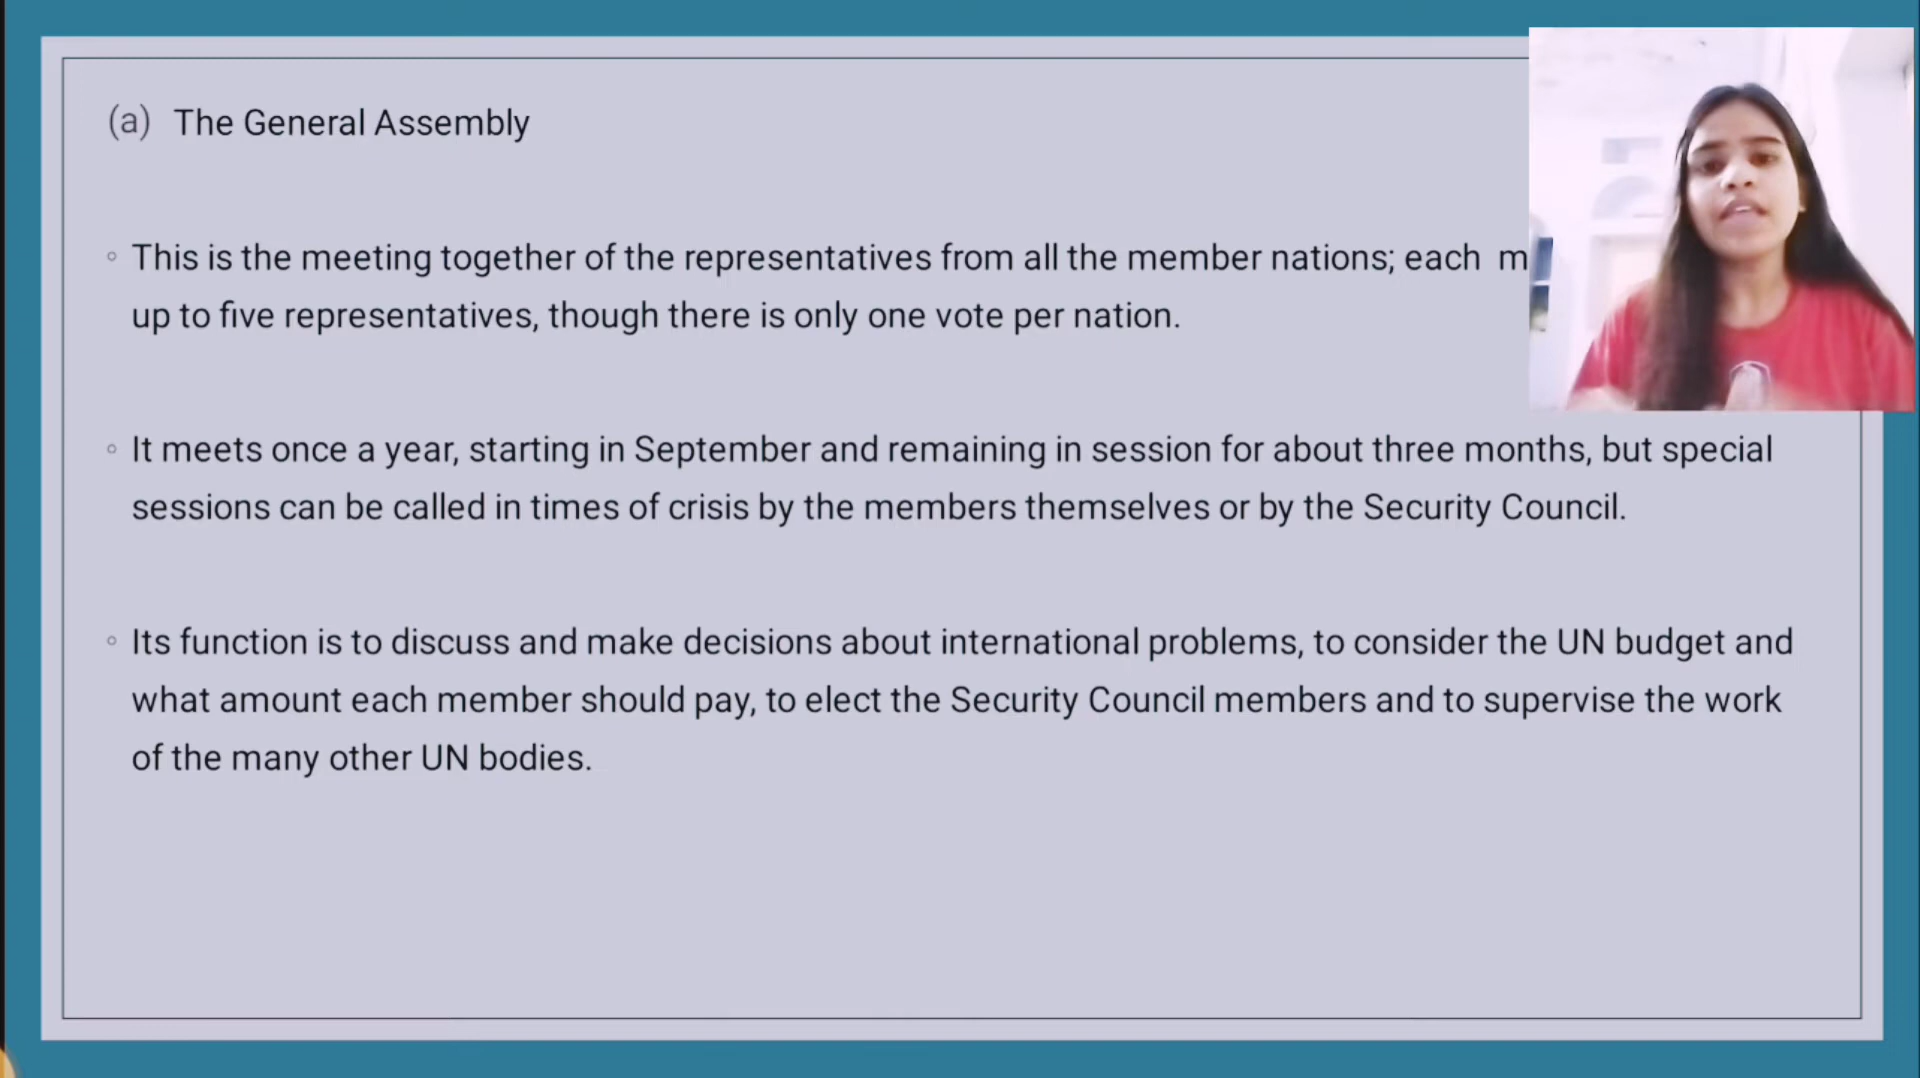 (a) The General Assembly
◦ This is the meeting together of the representatives from all the member nations; each
up to five representatives, though there is only one vote per nation.
◦ It meets once a year, starting in September and remaining in session for about three months, but special
sessions can be called in times of crisis by the members themselves or by the Security Council.
◦ Its function is to discuss and make decisions about international problems, to consider the UN budget and
what amount each member should pay, to elect the Security Council members and to supervise the work
of the many other UN bodies.